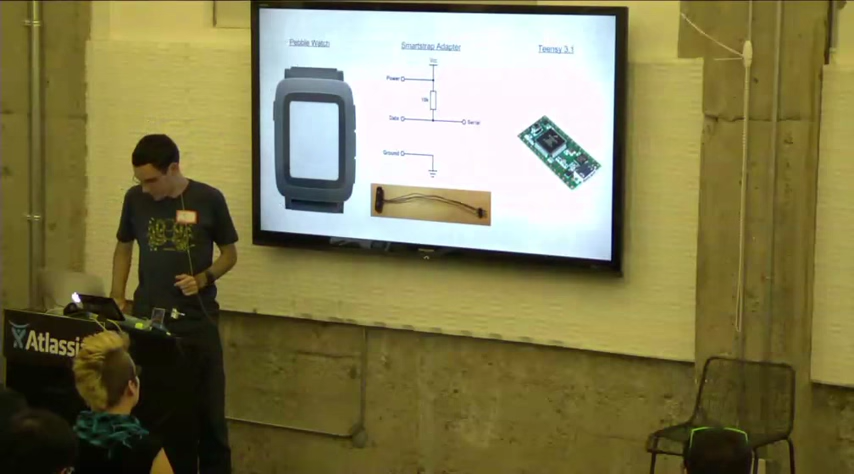 Pebble Watch
Smartstrap Adapter
Teensy 3.1
Vcc
Power
10k
Data
Serial
Ground
Atlassi